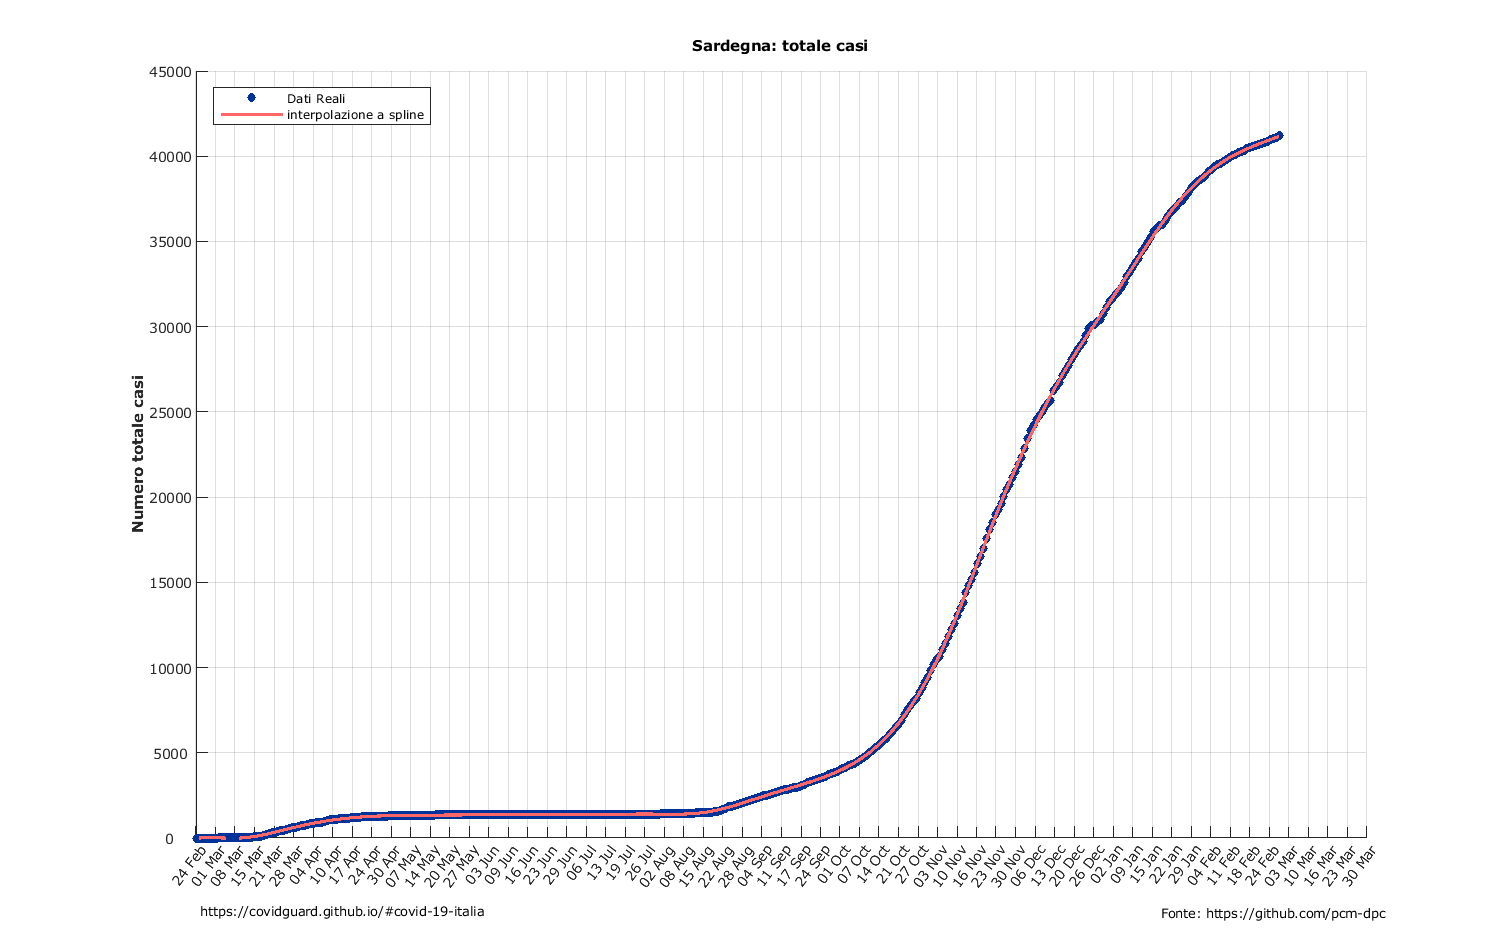 Sardegna: totale casi
45000
40000
35000
30000
25000
20000
15000
10000
5000
0
Numero totale casi
Dati Reali
interpolazione a spline
24 Feb
01 Mar
08 Mar
15 Mar
21 Mar
28 Mar
04 Apr
10 Apr
17 Apr
24 Apr
30 Apr
07 May
14 May
20 May
27 May
03 Jun
09 Jun
16 Jun
23 Jun
29 Jun
06 Jul
13 Jul
19 Jul
26 Jul
02 Aug
08 Aug
15 Aug
22 Aug
28 Aug
04 Sep
11 Sep
17 Sep
24 Sep
01 Oct
07 Oct
14 Oct
21 Oct
27 Oct
03 Nov
10 Nov
16 Nov
23 Nov
30 Nov
06 Dec
13 Dec
20 Dec
26 Dec
02 Jan
09 Jan
15 Jan
22 Jan
29 Jan
04 Feb
11 Feb
18 Feb
24 Feb
03 Mar
10 Mar
16 Mar
23 Mar
30 Mar
https://covidguard.github.io/#covid-19-italia
Fonte: https://github.com/pcm-dpc